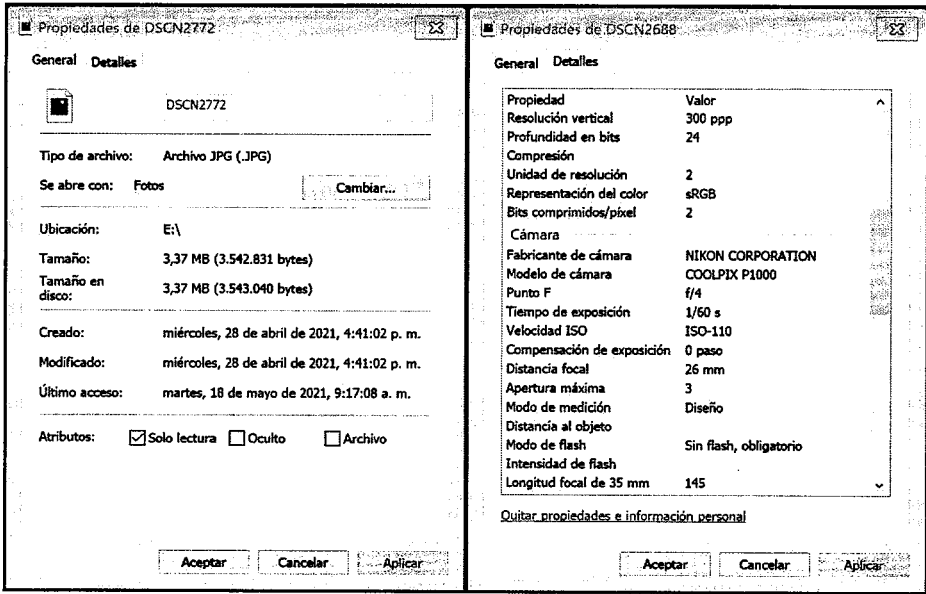 Propiedades de DSCN2772
General Detalles
DSCN2772
Tipo de archivo: Archivo JPG (.JPG)
Se abre con: Fotos Cambiar...
Ubicación: E:\
Tamaño: 3,37 MB (3.542.831 bytes)
Tamaño en disco: 3,37 MB (3.543.040 bytes)
Creado: miércoles, 28 de abril de 2021, 4:41:02 p. m.
Modificado: miércoles, 28 de abril de 2021, 4:41:02 p. m.
Último acceso: martes, 18 de mayo de 2021, 9:17:08 a. m.
Atributos: Solo lectura Oculto Archivo
Aceptar Cancelar Aplicar
Propiedades de DSCN2688
General Detalles
Propiedad Valor
Resolución vertical 300 ppp
Profundidad en bits 24
Compresión
Unidad de resolución 2
Representación del color sRGB
Bits comprimidos/píxel 2
Cámara
Fabricante de cámara NIKON CORPORATION
Modelo de cámara COOLPIX P1000
Punto F f/4
Tiempo de exposición 1/60 s
Velocidad ISO ISO-110
Compensación de exposición 0 paso
Distancia focal 26 mm
Apertura máxima 3
Modo de medición Diseño
Distancia al objeto
Modo de flash Sin flash, obligatorio
Intensidad de flash
Longitud focal de 35 mm 145
Quitar propiedades e información personal
Aceptar Cancelar Aplicar